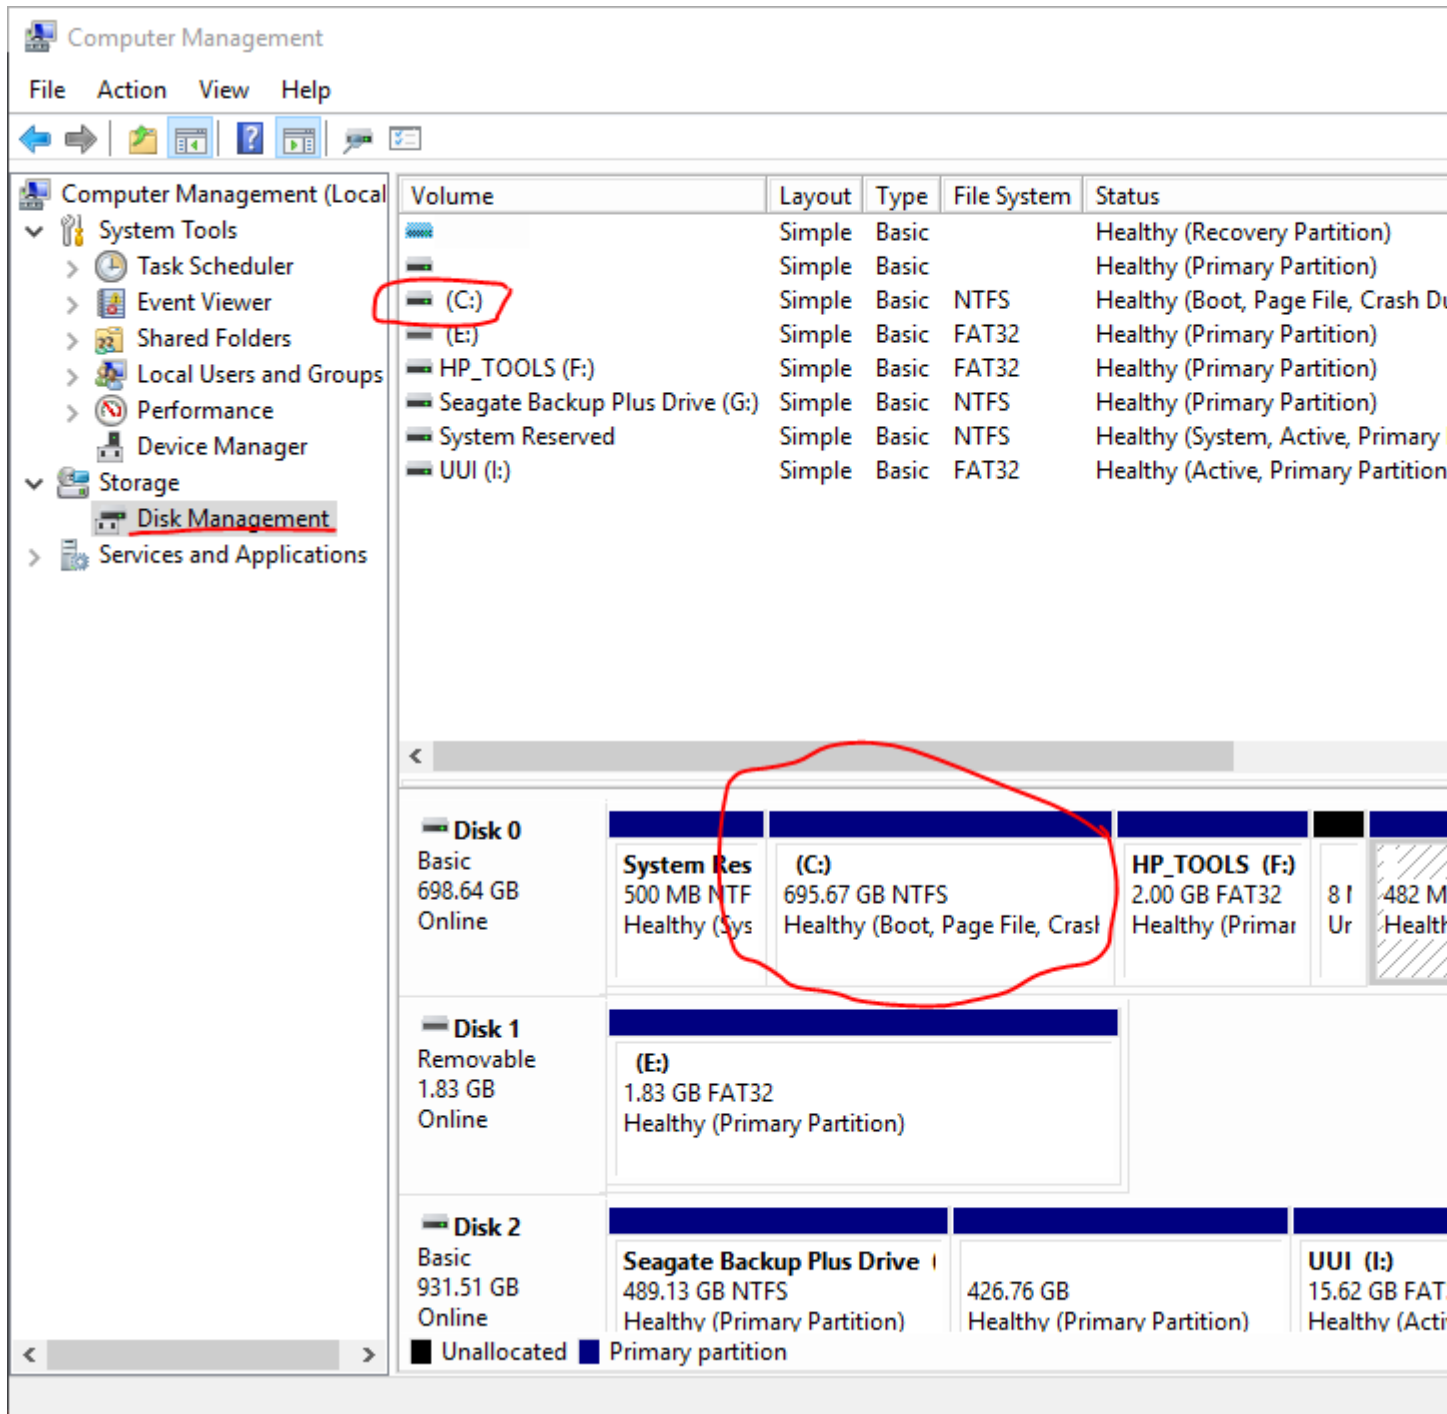 Computer Management
File Action View Help
Computer Management (Local
System Tools
Task Scheduler
Event Viewer
Shared Folders
Local Users and Groups
Performance
Device Manager
Storage
Disk Management
Services and Applications
Volume Layout Type File System Status
Simple Basic Healthy (Recovery Partition)
Simple Basic Healthy (Primary Partition)
(C:) Simple Basic NTFS Healthy (Boot, Page File, Crash Du
(E:) Simple Basic FAT32 Healthy (Primary Partition)
HP_TOOLS (F:) Simple Basic FAT32 Healthy (Primary Partition)
Seagate Backup Plus Drive (G:) Simple Basic NTFS Healthy (Primary Partition)
System Reserved Simple Basic NTFS Healthy (System, Active, Primary
UUI (I:) Simple Basic FAT32 Healthy (Active, Primary Partition
Disk 0
Basic
698.64 GB
Online
System Res
500 MB NTF
Healthy (Sys
(C:)
695.67 GB NTFS
Healthy (Boot, Page File, Crash
HP_TOOLS (F:)
2.00 GB FAT32
Healthy (Primar
8
Ur
482 M
Healt
Disk 1
Removable
1.83 GB
Online
(E:)
1.83 GB FAT32
Healthy (Primary Partition)
Disk 2
Basic
931.51 GB
Online
Seagate Backup Plus Drive (
489.13 GB NTFS
Healthy (Primary Partition)
426.76 GB
Healthy (Primary Partition)
UUI (I:)
15.62 GB FAT
Healthy (Acti
Unallocated Primary partition